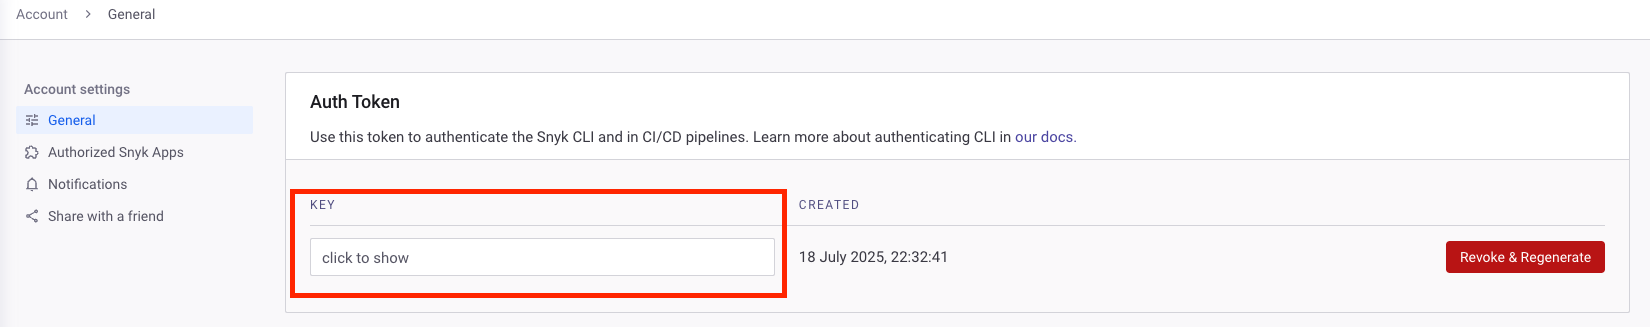 Account > General
Account settings
General
Authorized Snyk Apps
Notifications
Share with a friend
Auth Token
Use this token to authenticate the Snyk CLI and in CI/CD pipelines. Learn more about authenticating CLI in our docs.
KEY
CREATED
click to show
18 July 2025, 22:32:41
Revoke & Regenerate